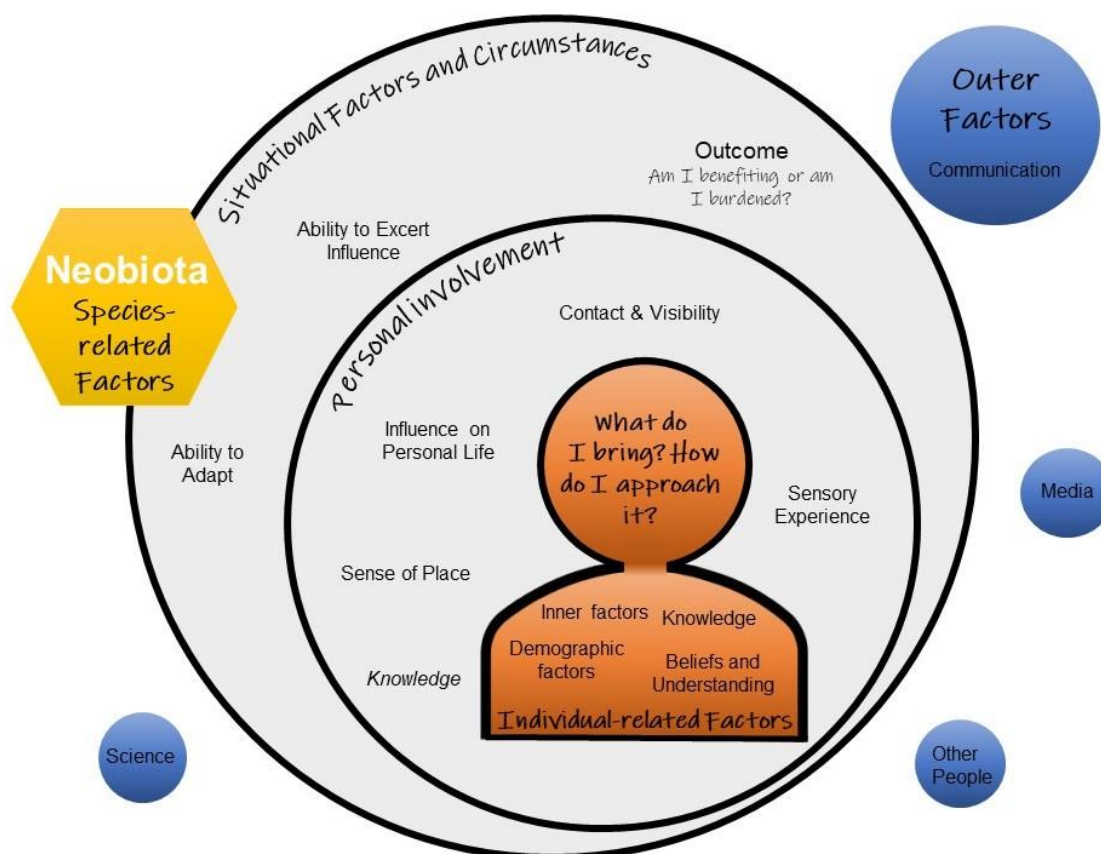 Situational Factors and Circumstances
Outer
Factors
Communication
Outcome
Am I benefiting or am
I burdened?
Ability to Excert
Influence
Neobiota
Species-
related
Factors
Personal involvement
Contact & Visibility
Influence on
Personal Life
What do
I bring? How
do I approach
it?
Ability to
Adapt
Sensory
Experience
Media
Sense of Place
Inner factors
Knowledge
Demographic
factors
Beliefs and
Understanding
Knowledge
Individual-related Factors
Science
Other
People